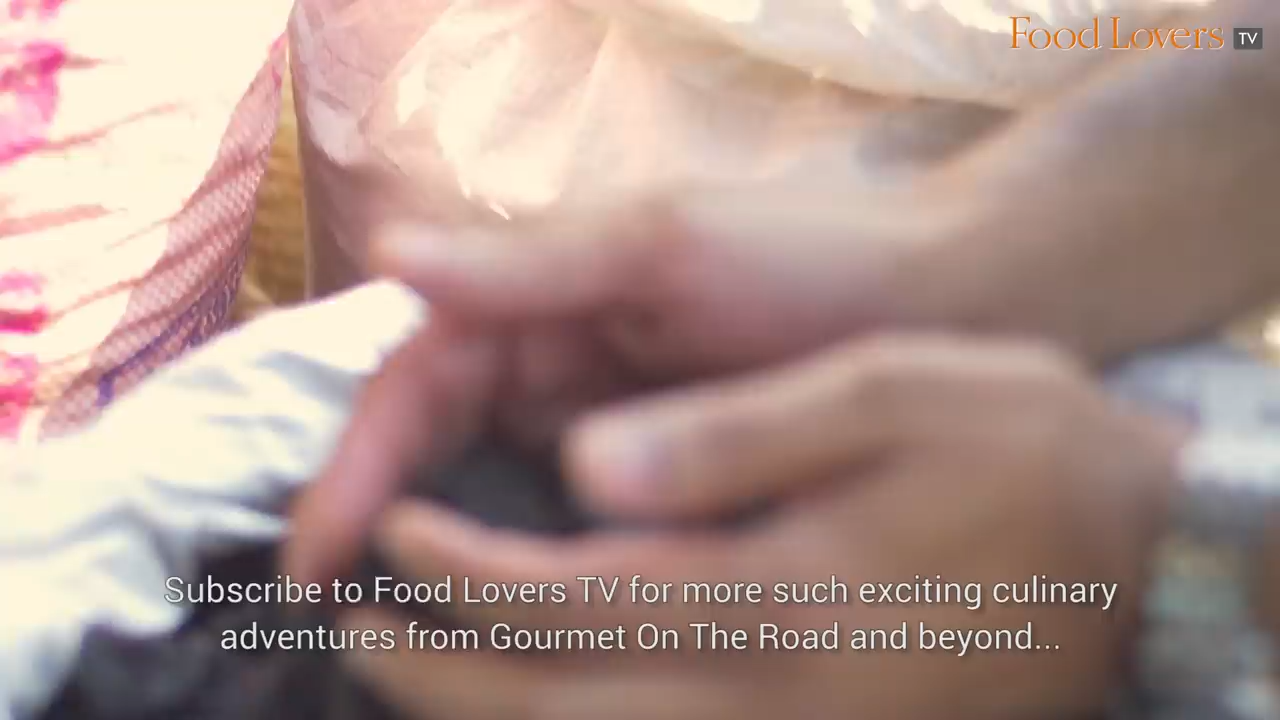 Food Lovers TV
Subscribe to Food Lovers TV for more such exciting culinary
adventures from Gourmet On The Road and beyond...